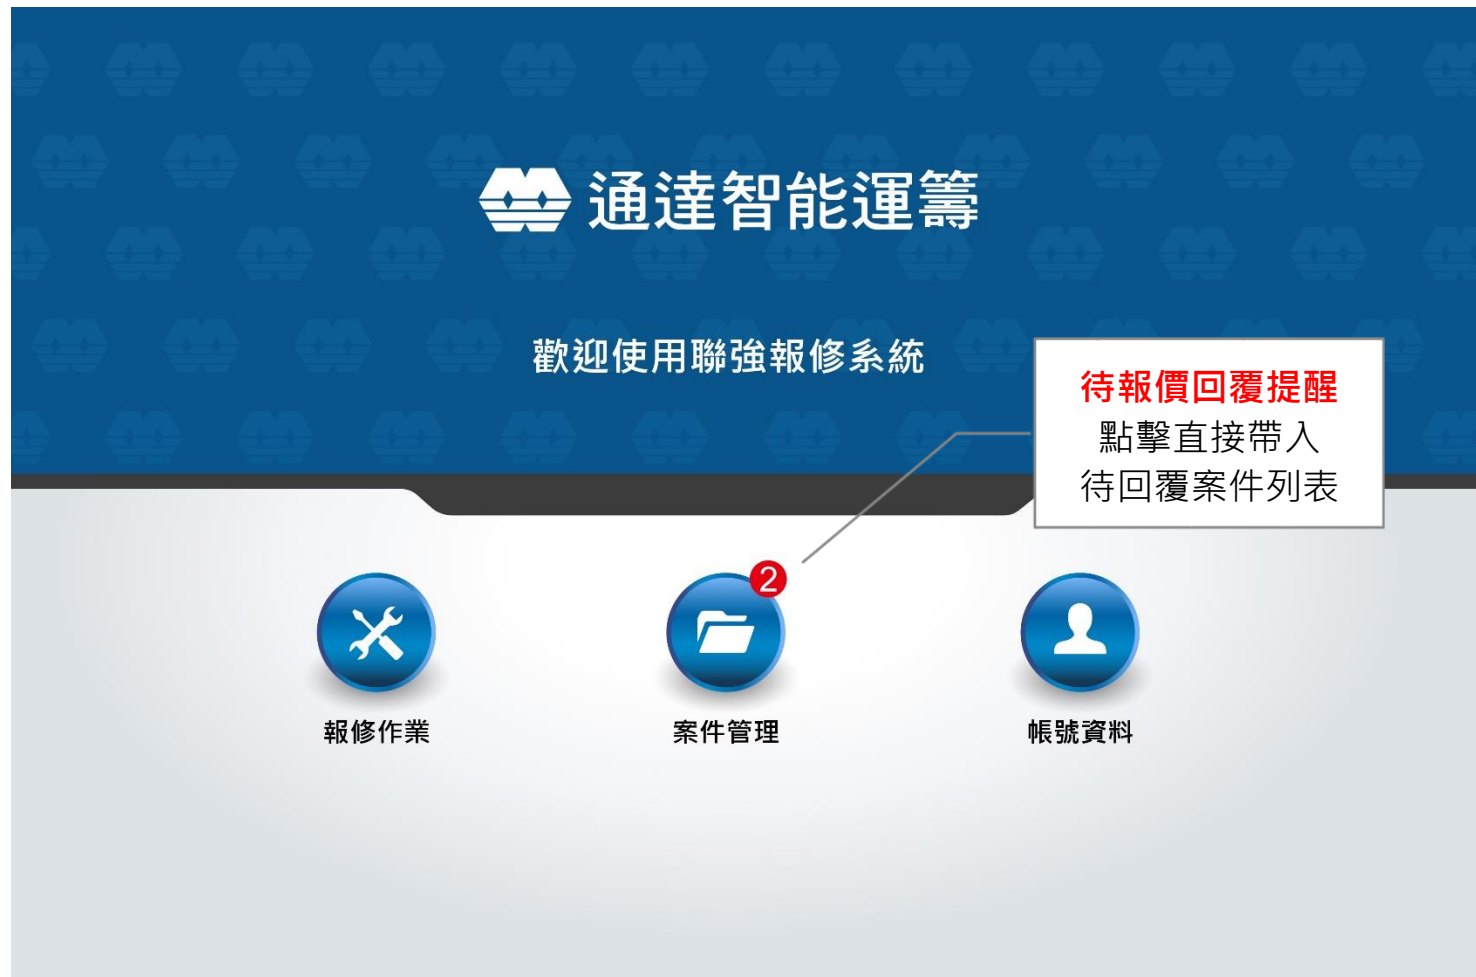 通達智能運籌
歡迎使用聯強報修系統
待報價回覆提醒
點擊直接帶入
待回覆案件列表
2
報修作業
案件管理
帳號資料